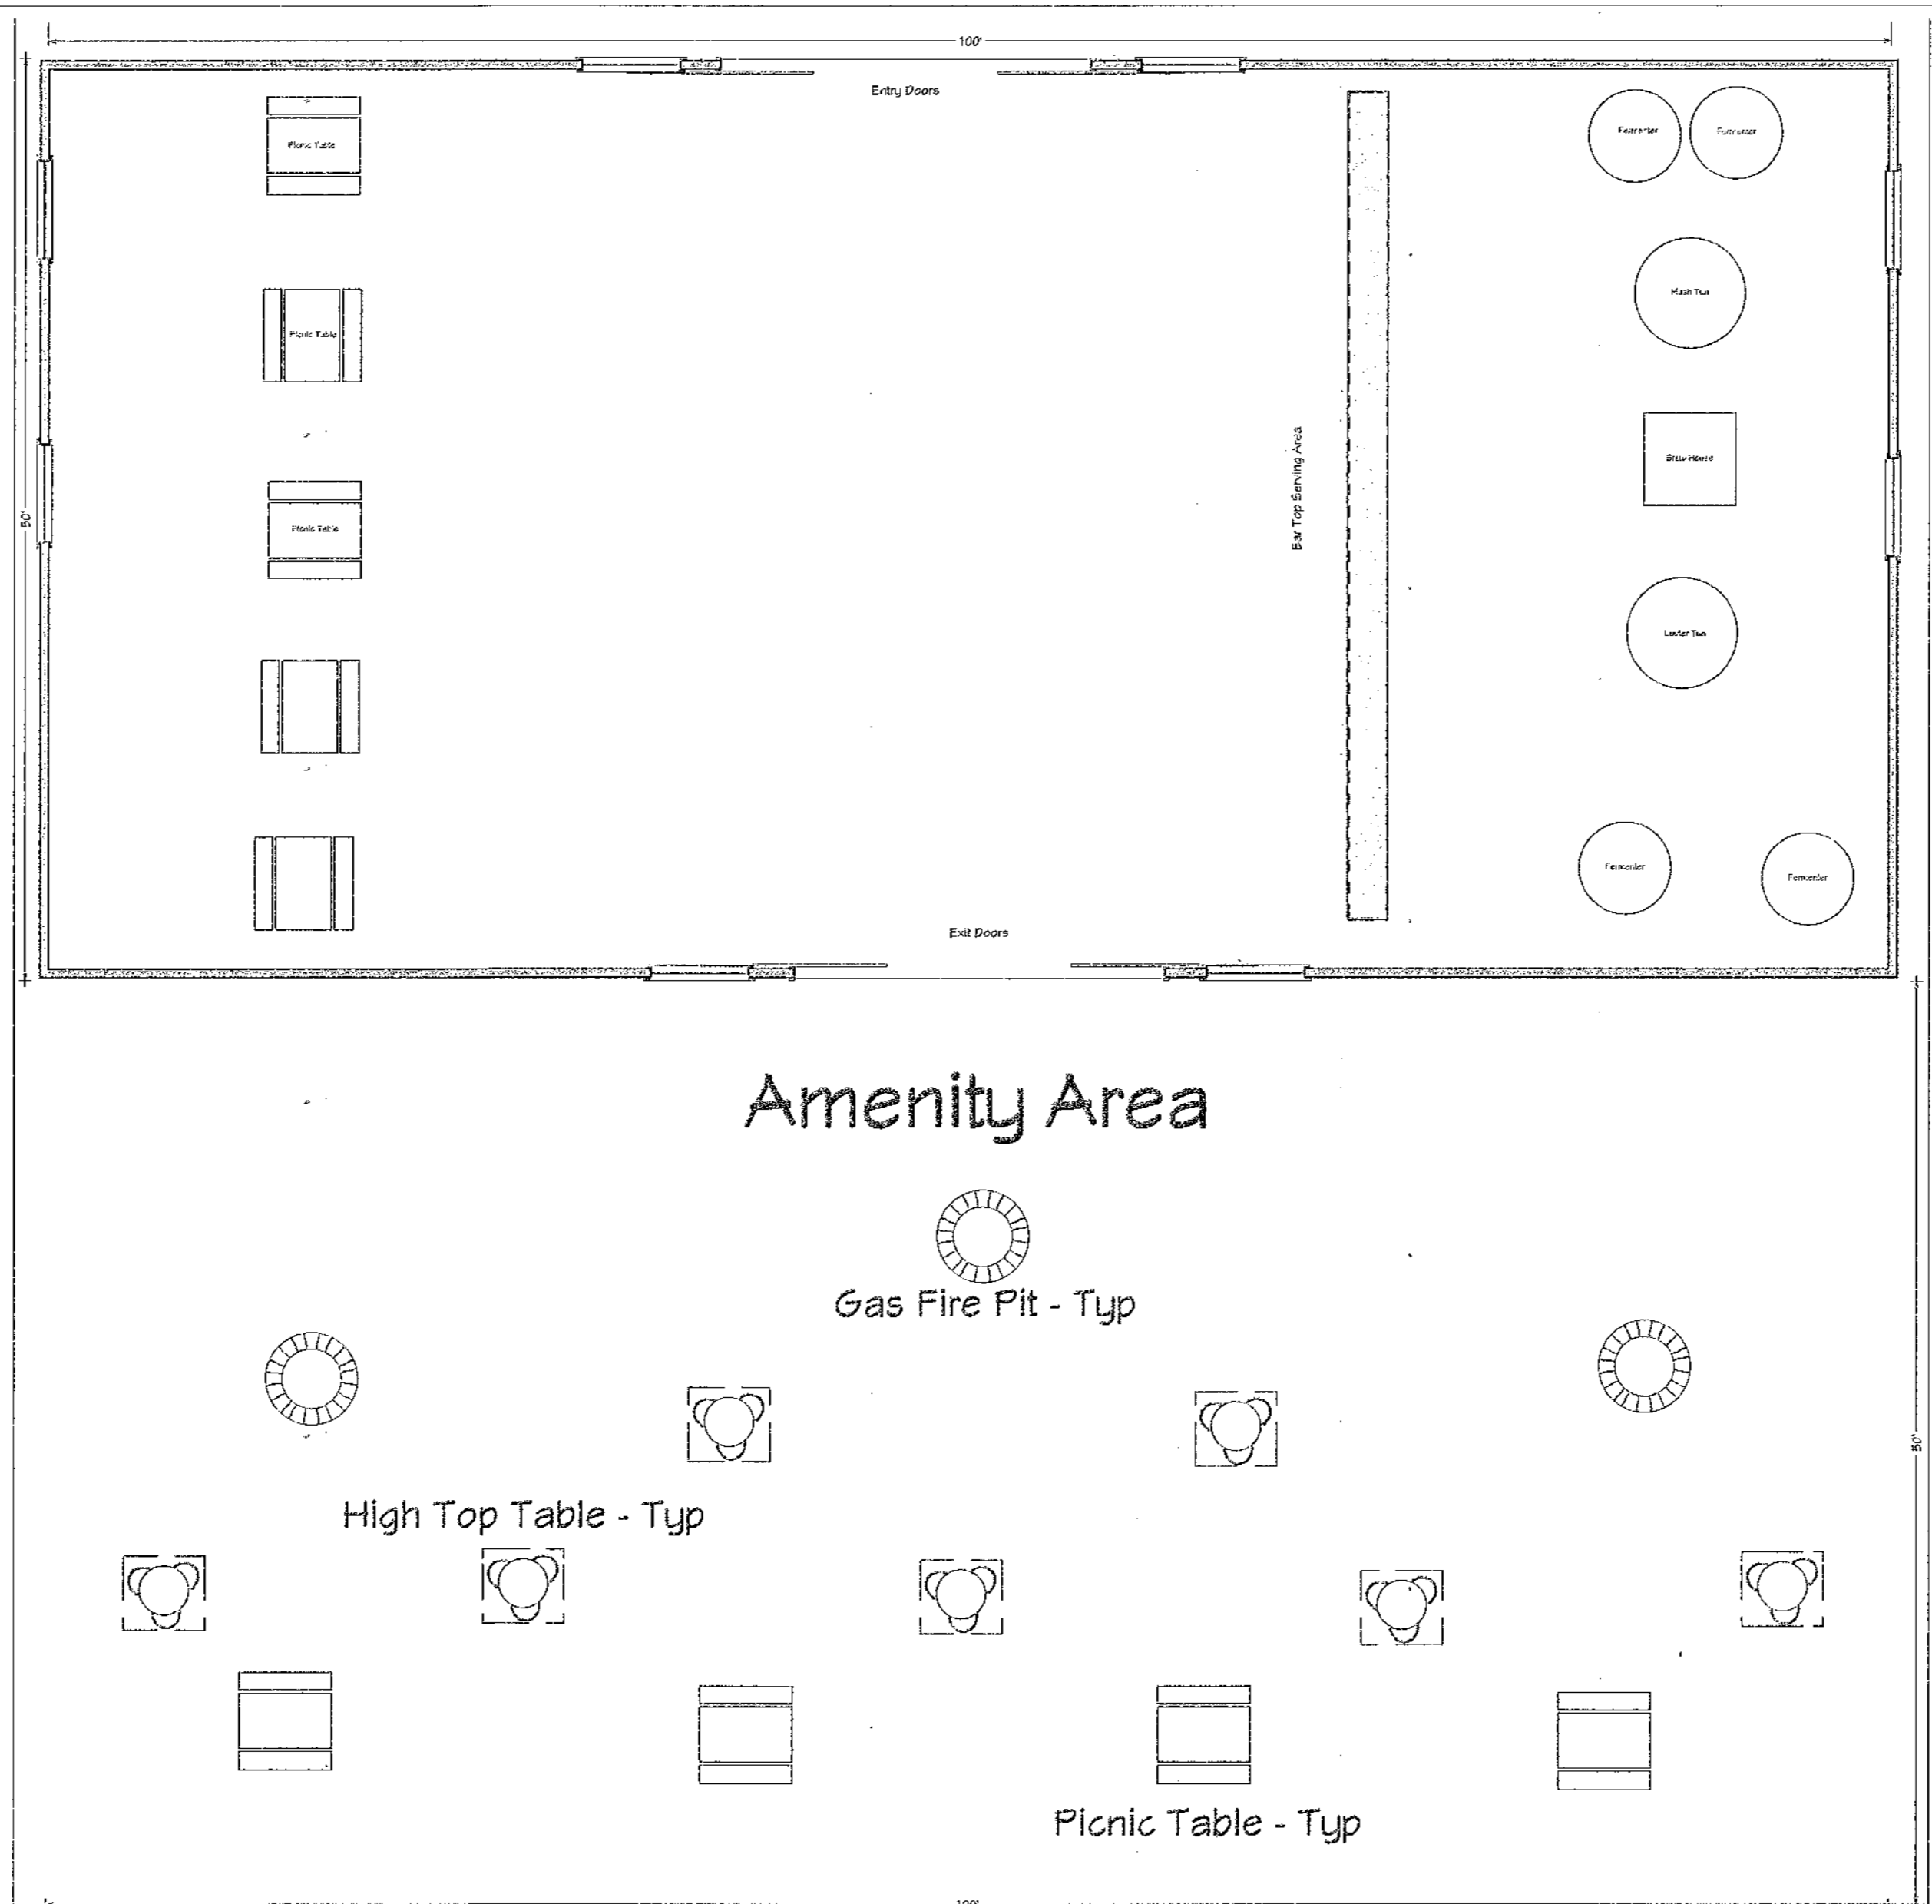 100'
Entry Doors
Picnic Table
Fermenter
Fermenter
Mash Tun
Picnic Table
Brew House
Bar Top Serving Area
50'
Picnic Table
Lauter Tun
Fermenter
Fermenter
Exit Doors
Amenity Area
Gas Fire Pit - Typ
50'
High Top Table - Typ
Picnic Table - Typ
100'